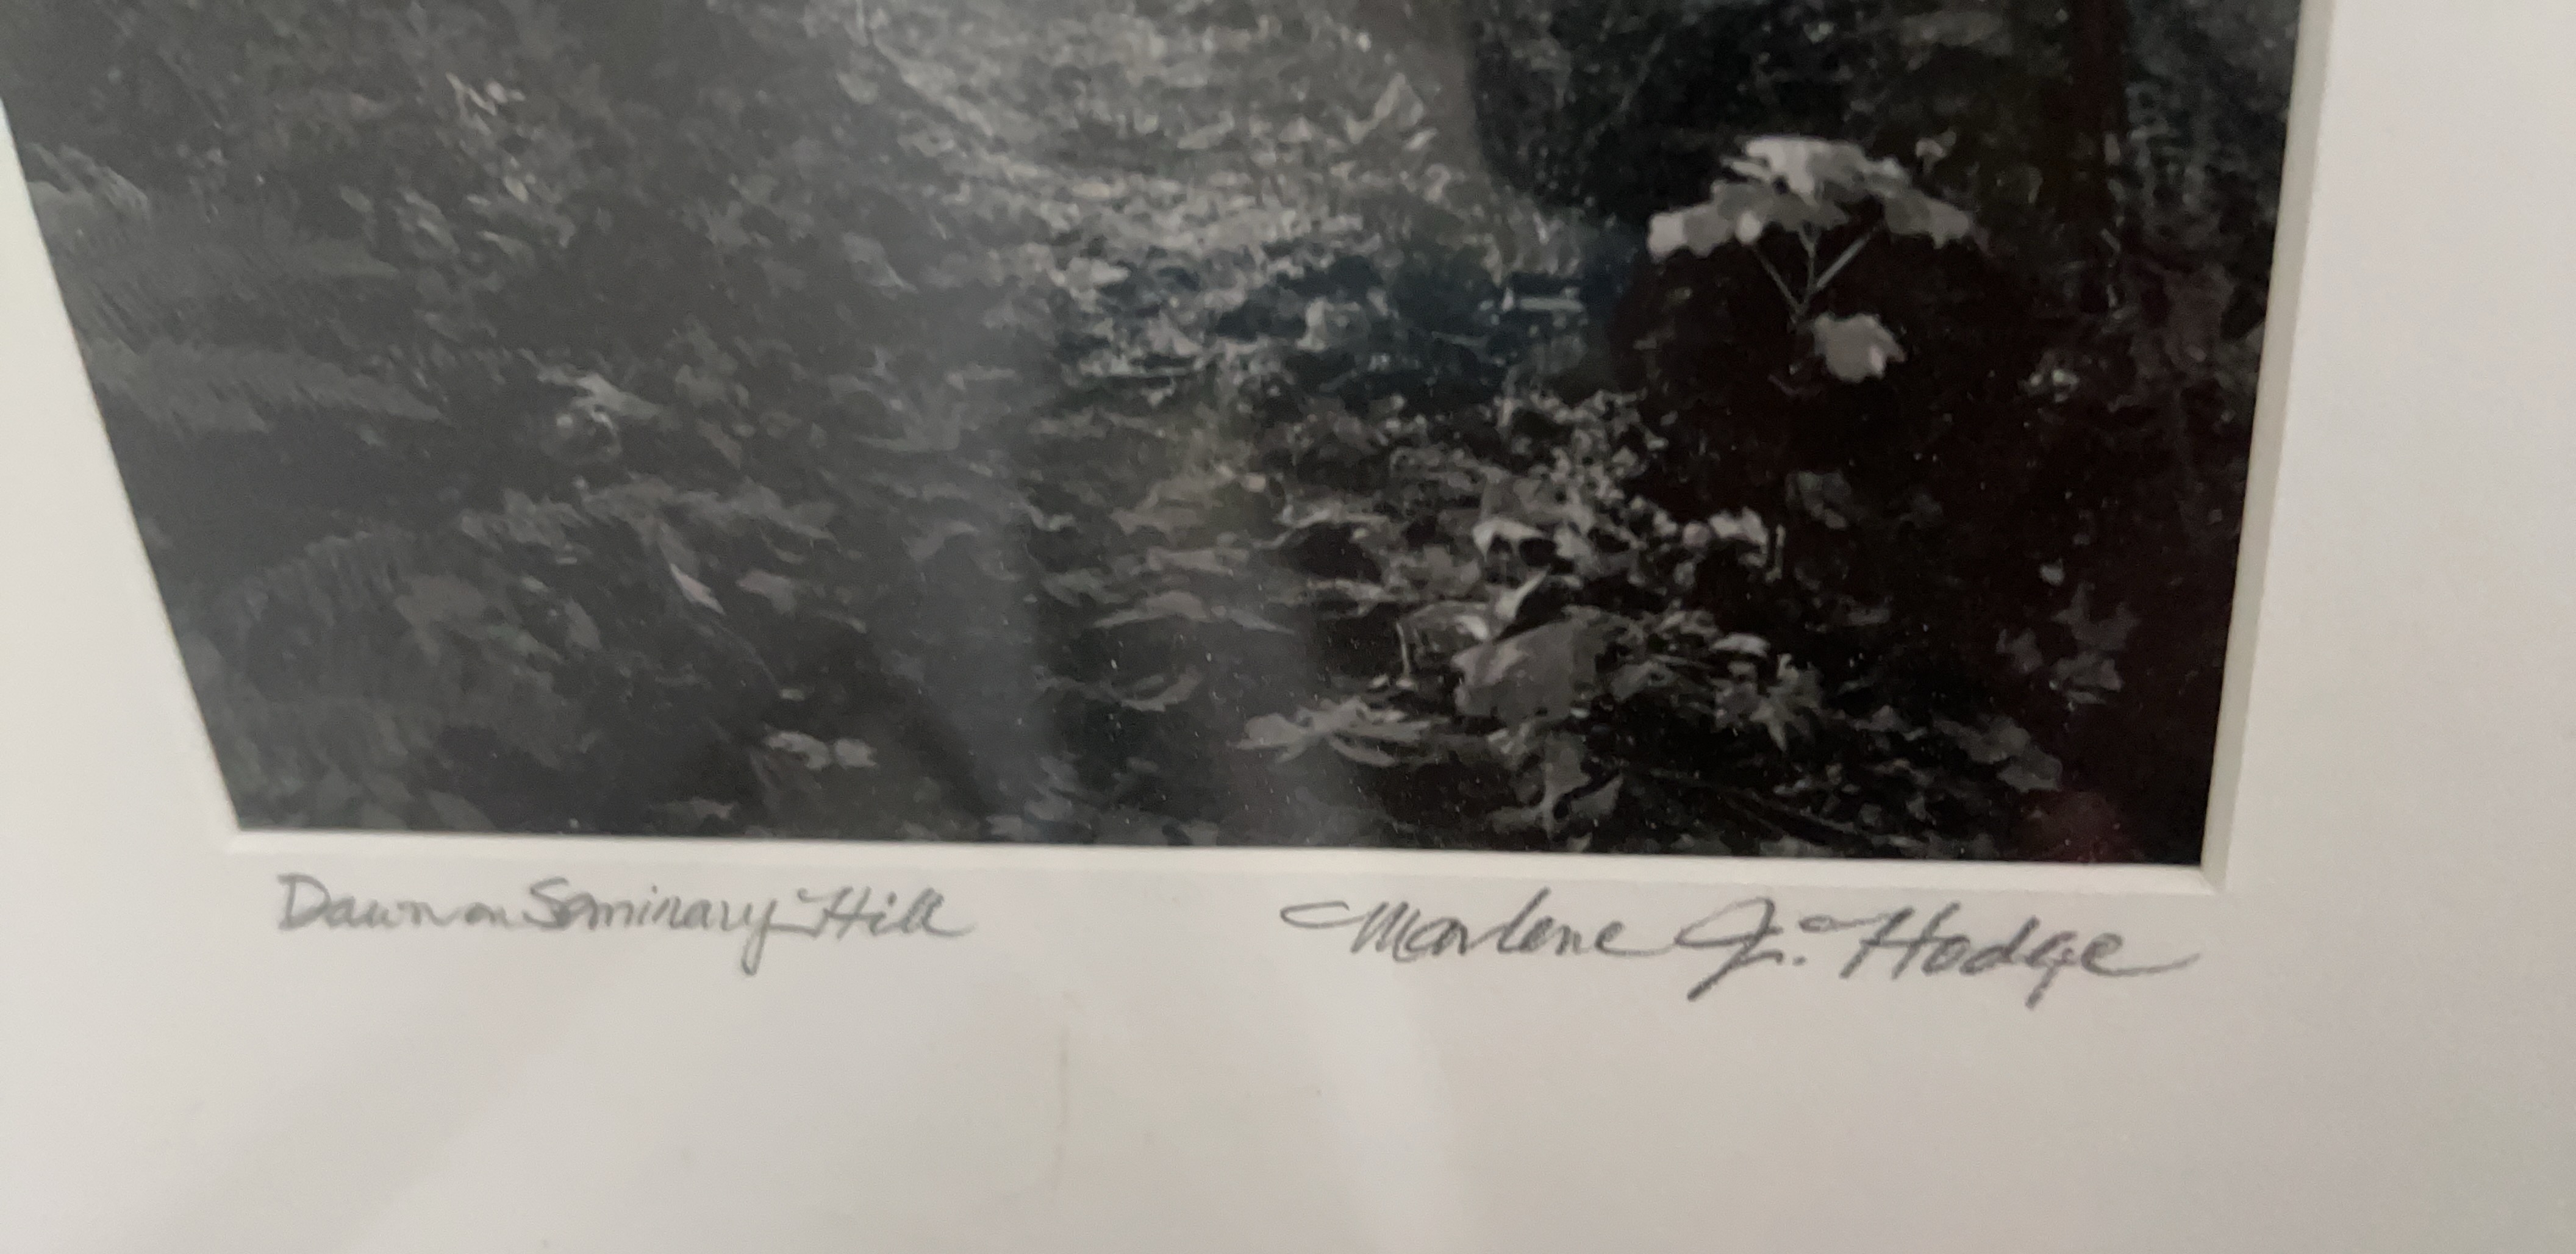 Dawn on Seminary Hill
Marlene J. Hodge